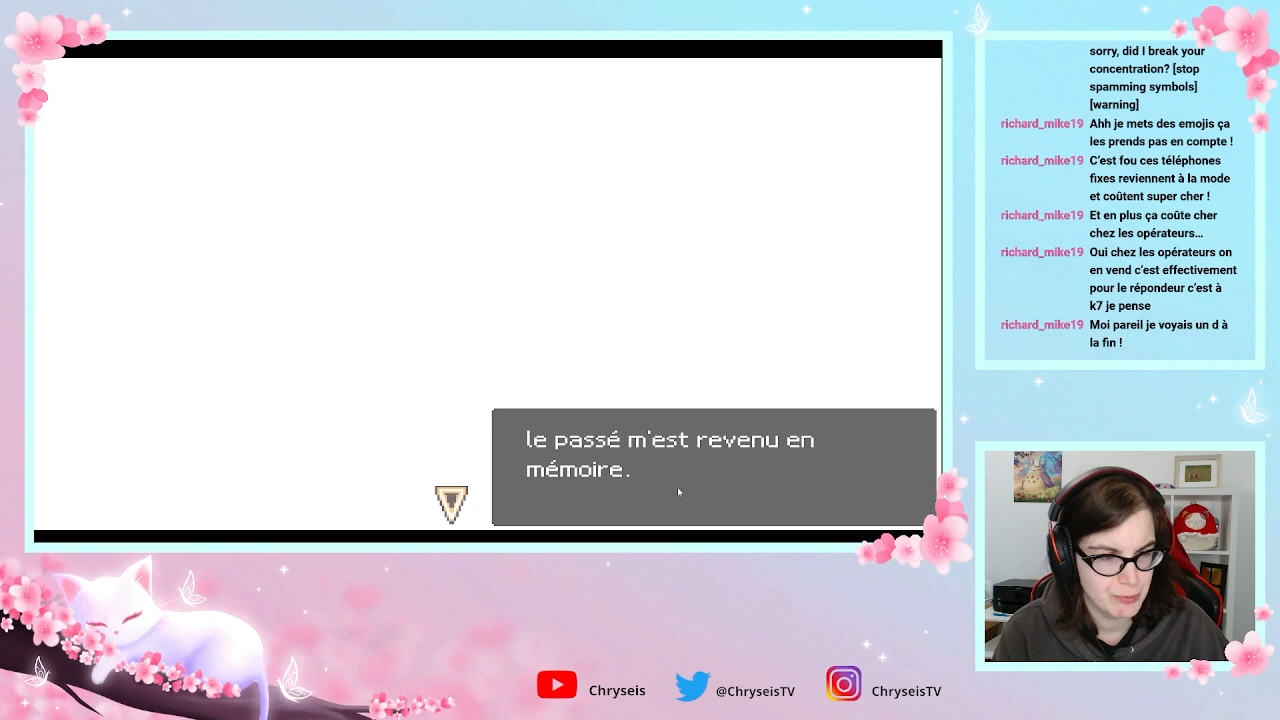 sorry, did I break your
concentration? [stop
spamming symbols]
[warning]
richard_mike19 Ahh je mets des emojis ça
les prends pas en compte !
richard_mike19 C’est fou ces téléphones
fixes reviennent à la mode
et coûtent super cher !
richard_mike19 Et en plus ça coûte cher
chez les opérateurs…
richard_mike19 Oui chez les opérateurs on
en vend c’est effectivement
pour le répondeur c’est à
k7 je pense
richard_mike19 Moi pareil je voyais un d à
la fin !
le passé m'est revenu en
mémoire.
Chryseis
@ChryseisTV
ChryseisTV